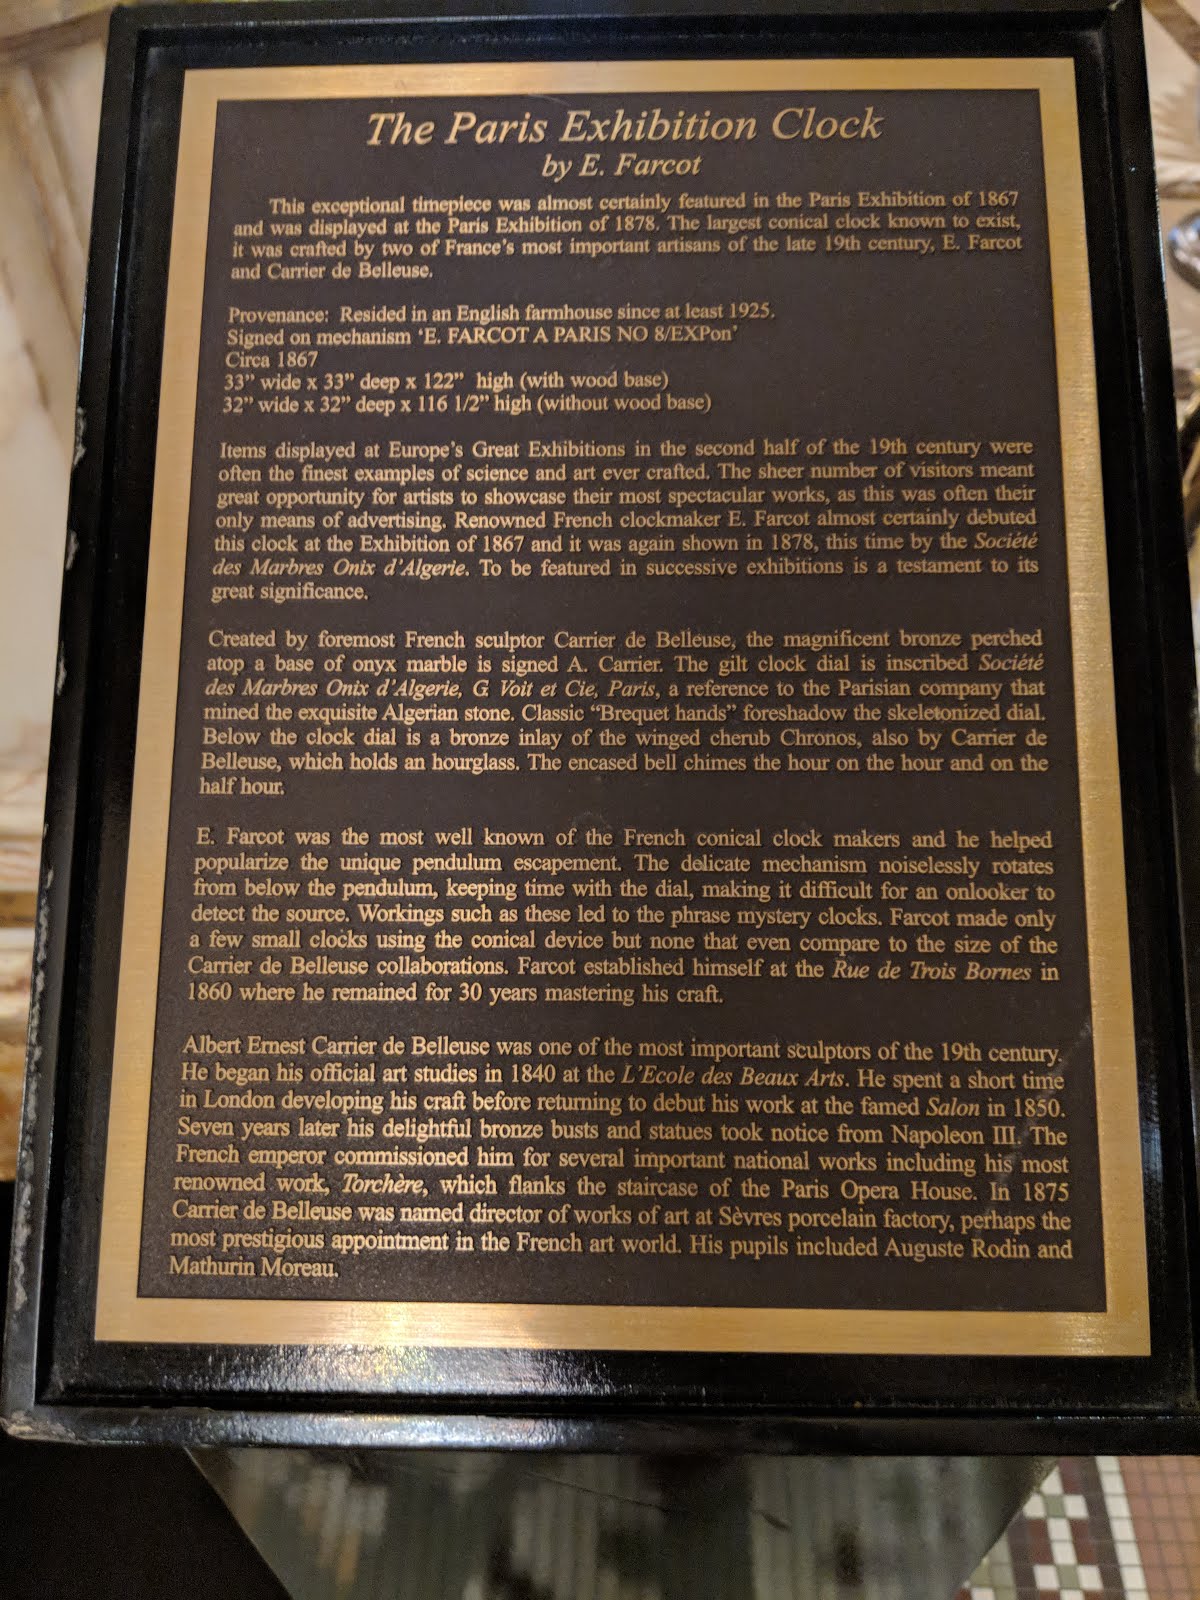 The Paris Exhibition Clock
by E. Farcot
This exceptional timepiece was almost certainly featured in the Paris Exhibition of 1867
and was displayed at the Paris Exhibition of 1878. The largest conical clock known to exist,
it was crafted by two of France's most important artisans of the late 19th century, E. Farcot
and Carrier de Belleuse.
Provenance: Resided in an English farmhouse since at least 1925.
Signed on mechanism 'E. FARCOT A PARIS NO 8/EXPon'
Circa 1867
33" wide x 33" deep x 122" high (with wood base)
32" wide x 32" deep x 116 1/2" high (without wood base)
Items displayed at Europe's Great Exhibitions in the second half of the 19th century were
often the finest examples of science and art ever crafted. The sheer number of visitors meant
great opportunity for artists to showcase their most spectacular works, as this was often their
only means of advertising. Renowned French clockmaker E. Farcot almost certainly debuted
this clock at the Exhibition of 1867 and it was again shown in 1878, this time by the Société
des Marbres Onix d'Algerie. To be featured in successive exhibitions is a testament to its
great significance.
Created by foremost French sculptor Carrier de Belleuse, the magnificent bronze perched
atop a base of onyx marble is signed A. Carrier. The gilt clock dial is inscribed Société
des Marbres Onix d'Algerie, G Voit et Cie, Paris, a reference to the Parisian company that
mined the exquisite Algerian stone. Classic "Brequet hands" foreshadow the skeletonized dial.
Below the clock dial is a bronze inlay of the winged cherub Chronos, also by Carrier de
Belleuse, which holds an hourglass. The encased bell chimes the hour on the hour and on the
half hour.
E. Farcot was the most well known of the French conical clock makers and he helped
popularize the unique pendulum escapement. The delicate mechanism noiselessly rotates
from below the pendulum, keeping time with the dial, making it difficult for an onlooker to
detect the source. Workings such as these led to the phrase mystery clocks. Farcot made only
a few small clocks using the conical device but none that even compare to the size of the
Carrier de Belleuse collaborations. Farcot established himself at the Rue de Trois Bornes in
1860 where he remained for 30 years mastering his craft.
Albert Ernest Carrier de Belleuse was one of the most important sculptors of the 19th century.
He began his official art studies in 1840 at the L'Ecole des Beaux Arts. He spent a short time
in London developing his craft before returning to debut his work at the famed Salon in 1850.
Seven years later his delightful bronze busts and statues took notice from Napoleon III. The
French emperor commissioned him for several important national works including his most
renowned work, Torchère, which flanks the staircase of the Paris Opera House. In 1875
Carrier de Belleuse was named director of works of art at Sèvres porcelain factory, perhaps the
most prestigious appointment in the French art world. His pupils included Auguste Rodin and
Mathurin Moreau.